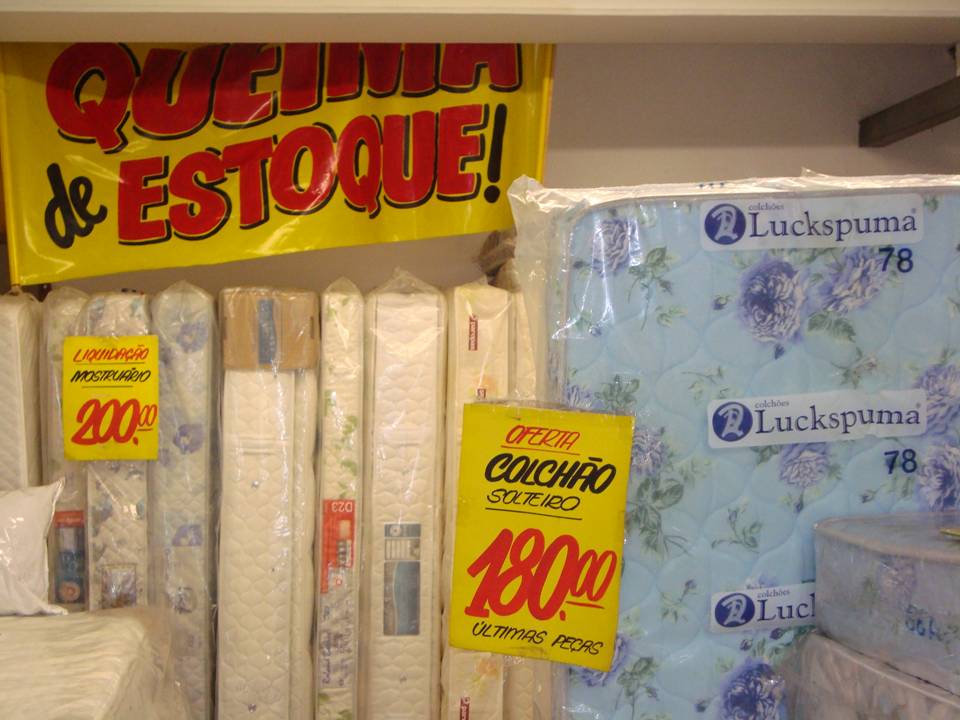 QUEIMA
de ESTOQUE!
LIQUIDAÇÃO
MOSTRUÁRIO
200,00
OFERTA
COLCHÃO
SOLTEIRO
180,00
ÚLTIMAS PEÇAS
colchões
Luckspuma
78
colchões
Luckspuma
78
colchões
Luck
D23